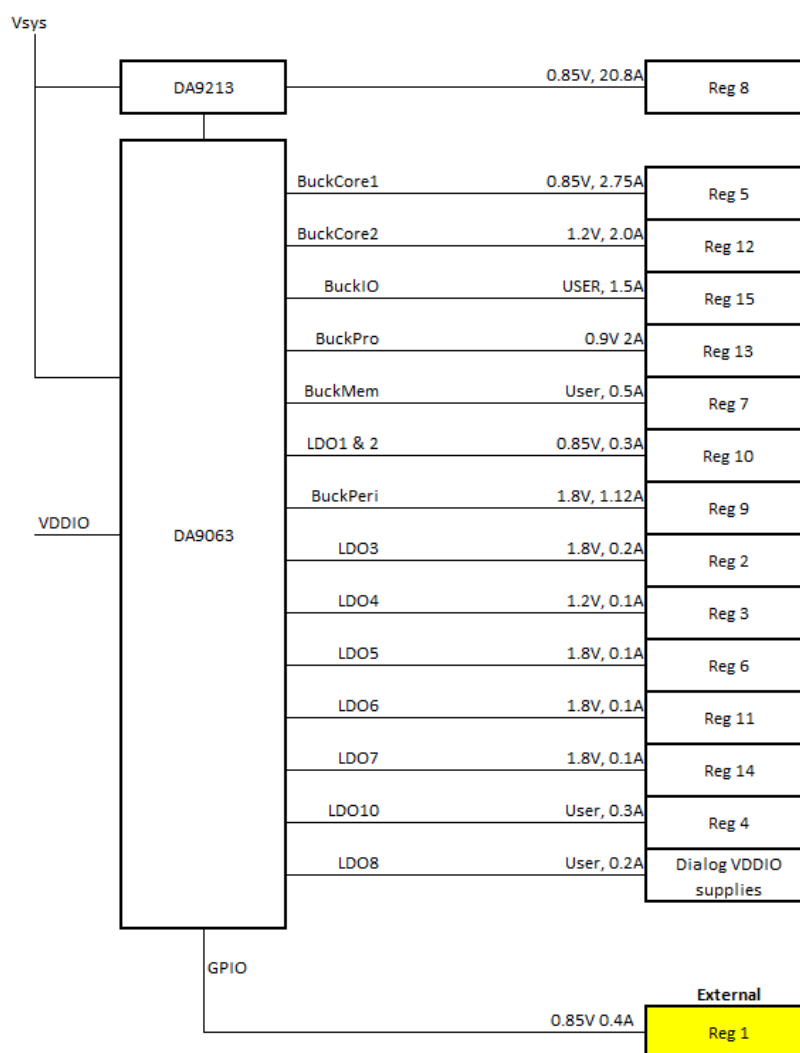 Vsys
DA9213
0.85V, 20.8A
Reg 8
BuckCore1
0.85V, 2.75A
Reg 5
BuckCore2
1.2V, 2.0A
Reg 12
BuckIO
USER, 1.5A
Reg 15
BuckPro
0.9V 2A
Reg 13
BuckMem
User, 0.5A
Reg 7
LDO1 & 2
0.85V, 0.3A
Reg 10
BuckPeri
1.8V, 1.12A
Reg 9
VDDIO
DA9063
LDO3
1.8V, 0.2A
Reg 2
LDO4
1.2V, 0.1A
Reg 3
LDO5
1.8V, 0.1A
Reg 6
LDO6
1.8V, 0.1A
Reg 11
LDO7
1.8V, 0.1A
Reg 14
LDO10
User, 0.3A
Reg 4
LDO8
User, 0.2A
Dialog VDDIO
supplies
GPIO
External
0.85V 0.4A
Reg 1